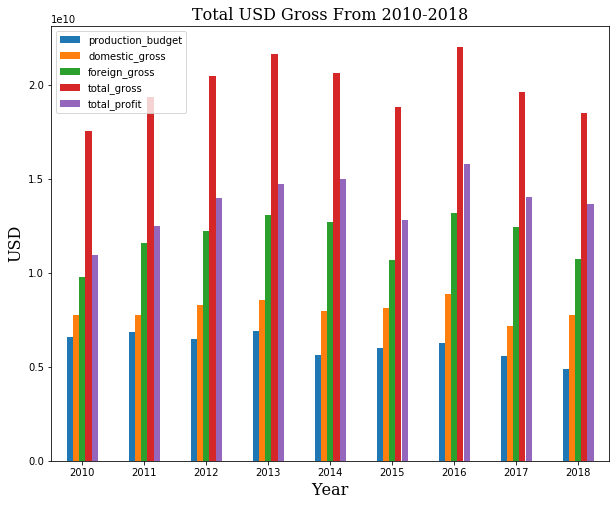 Total USD Gross From 2010-2018
1e10
production_budget
domestic_gross
foreign_gross
total_gross
total_profit
2.0
1.5
1.0
0.5
0.0
USD
2010 2011 2012 2013 2014 2015 2016 2017 2018
Year